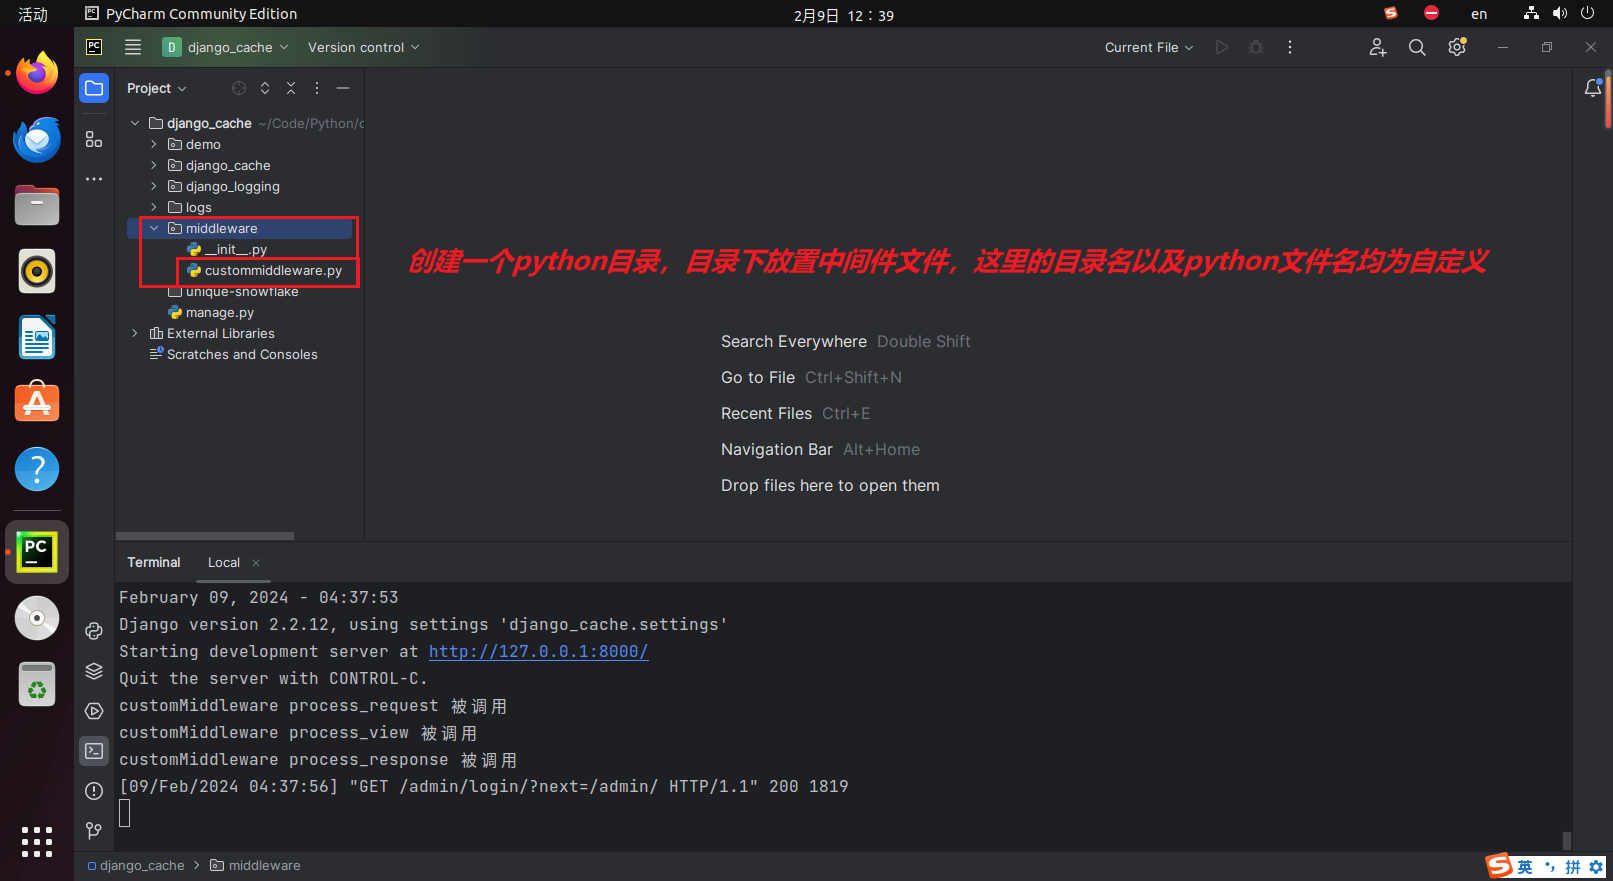 活动 PyCharm Community Edition 2月9日 12：39 en
PC D django_cache Version control Current File
Project
django_cache ~/Code/Python/
demo
django_cache
django_logging
logs
middleware
__init__.py
custommiddleware.py
unique-snowflake
manage.py
External Libraries
Scratches and Consoles
创建一个python目录，目录下放置中间件文件，这里的目录名以及python文件名均为自定义
Search Everywhere Double Shift
Go to File Ctrl+Shift+N
Recent Files Ctrl+E
Navigation Bar Alt+Home
Drop files here to open them
PC
Terminal Local
February 09, 2024 - 04:37:53
Django version 2.2.12, using settings 'django_cache.settings'
Starting development server at http://127.0.0.1:8000/
Quit the server with CONTROL-C.
customMiddleware process_request 被调用
customMiddleware process_view 被调用
customMiddleware process_response 被调用
[09/Feb/2024 04:37:56] "GET /admin/login/?next=/admin/ HTTP/1.1" 200 1819
django_cache middleware
S 英 拼